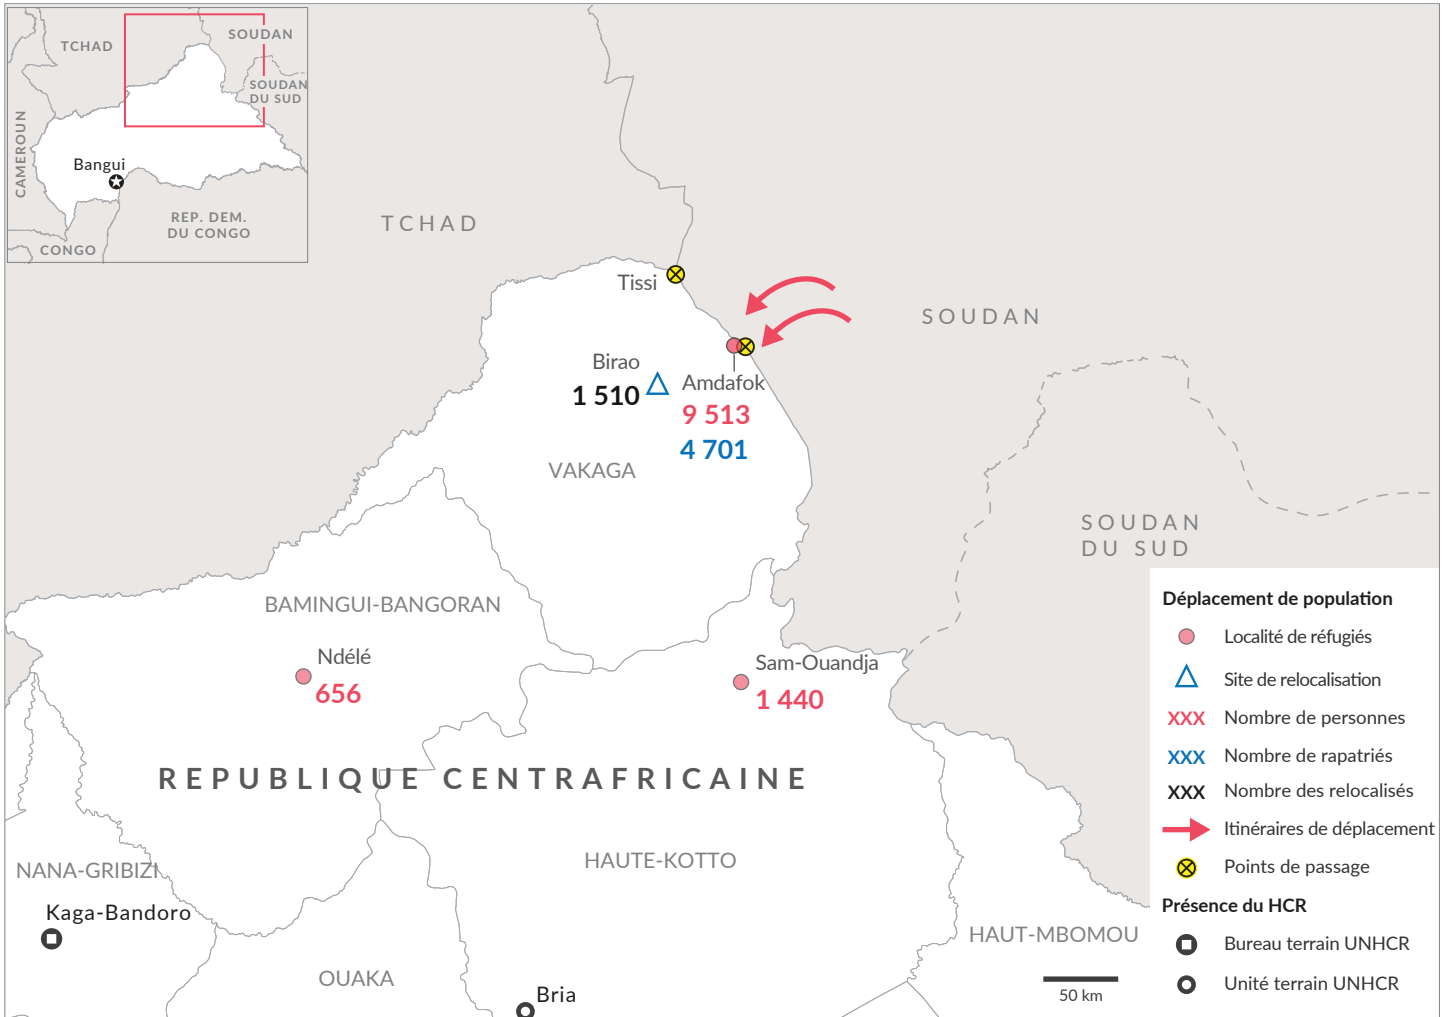 TCHAD
SOUDAN
SOUDAN
DU SUD
CAMEROUN
Bangui
REP. DEM.
DU CONGO
CONGO
TCHAD
Tissi
SOUDAN
Birao
1 510
Amdafok
9 513
4 701
VAKAGA
SOUDAN
DU SUD
BAMINGUI-BANGORAN
Ndélé
656
Sam-Ouandja
1 440
REPUBLIQUE CENTRAFRICAINE
NANA-GRIBIZI
HAUTE-KOTTO
Kaga-Bandoro
HAUT-MBOMOU
OUAKA
Bria
50 km
Déplacement de population
Localité de réfugiés
Site de relocalisation
XXX Nombre de personnes
XXX Nombre de rapatriés
XXX Nombre des relocalisés
Itinéraires de déplacement
Points de passage
Présence du HCR
Bureau terrain UNHCR
Unité terrain UNHCR